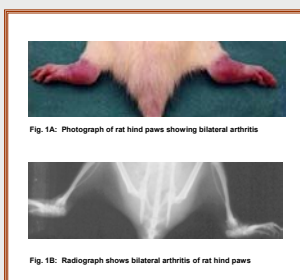 Fig. 1A: Photograph of rat hind paws showing bilateral arthritis
Fig. 1B: Radiograph shows bilateral arthritis of rat hind paws